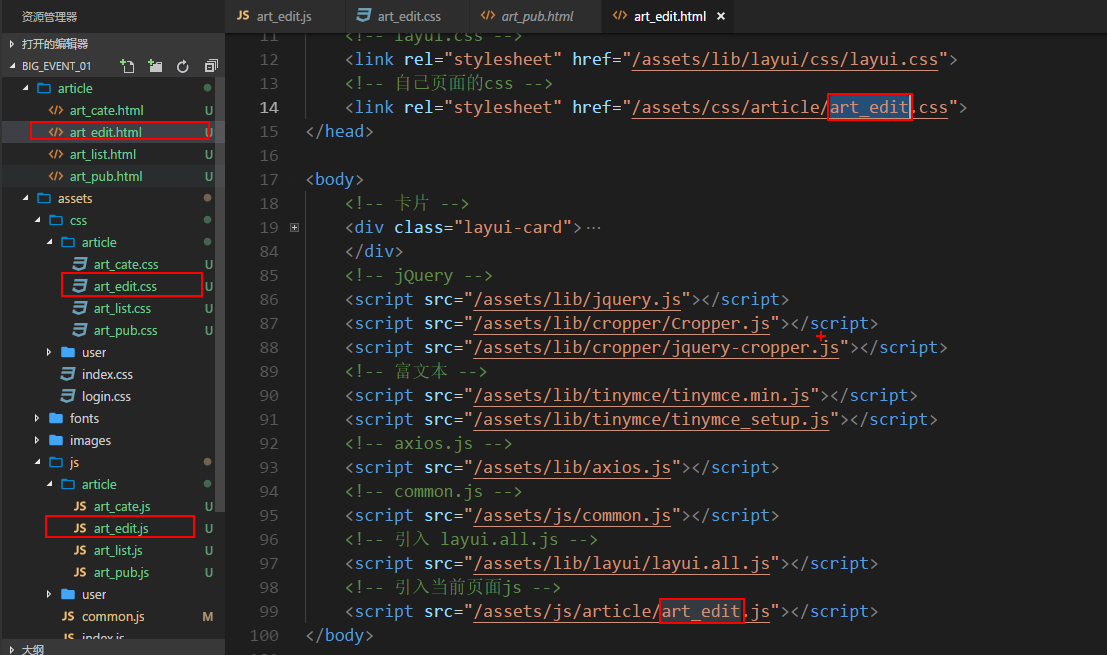 资源管理器
打开的编辑器
BIG_EVENT_01
article
art_cate.html U
art_edit.html U
art_list.html U
art_pub.html U
assets
css
article
art_cate.css U
art_edit.css U
art_list.css U
art_pub.css U
user
index.css
login.css
fonts
images
js
article
art_cate.js U
art_edit.js U
art_list.js U
art_pub.js U
user
common.js M
index.js
大纲
art_edit.js art_edit.css art_pub.html art_edit.html ×
11 <!-- layui.css -->
12 <link rel="stylesheet" href="/assets/lib/layui/css/layui.css">
13 <!-- 自己页面的css -->
14 <link rel="stylesheet" href="/assets/css/article/art_edit.css">
15 </head>
16
17 <body>
18 <!-- 卡片 -->
19 <div class="layui-card">…
84 </div>
85 <!-- jQuery -->
86 <script src="/assets/lib/jquery.js"></script>
87 <script src="/assets/lib/cropper/Cropper.js"></script>
88 <script src="/assets/lib/cropper/jquery-cropper.js"></script>
89 <!-- 富文本 -->
90 <script src="/assets/lib/tinymce/tinymce.min.js"></script>
91 <script src="/assets/lib/tinymce/tinymce_setup.js"></script>
92 <!-- axios.js -->
93 <script src="/assets/lib/axios.js"></script>
94 <!-- common.js -->
95 <script src="/assets/js/common.js"></script>
96 <!-- 引入 layui.all.js -->
97 <script src="/assets/lib/layui/layui.all.js"></script>
98 <!-- 引入当前页面js -->
99 <script src="/assets/js/article/art_edit.js"></script>
100 </body>